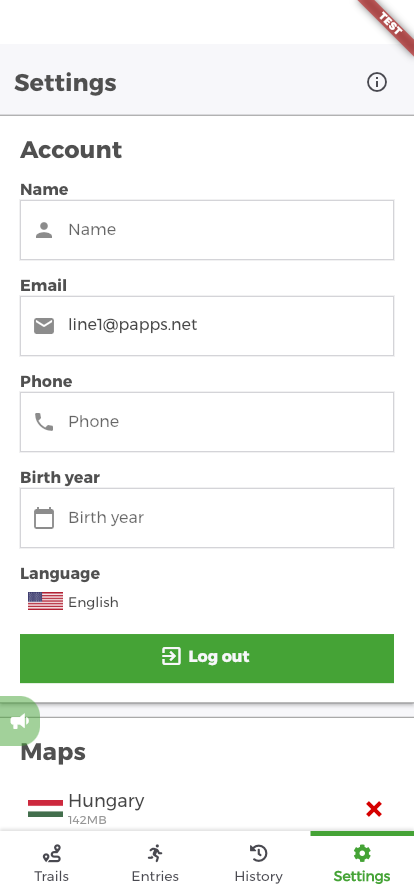 TEST
Settings
Account
Name
Name
Email
line1@papps.net
Phone
Phone
Birth year
Birth year
Language
English
Log out
Maps
Hungary
142MB
Trails
Entries
History
Settings